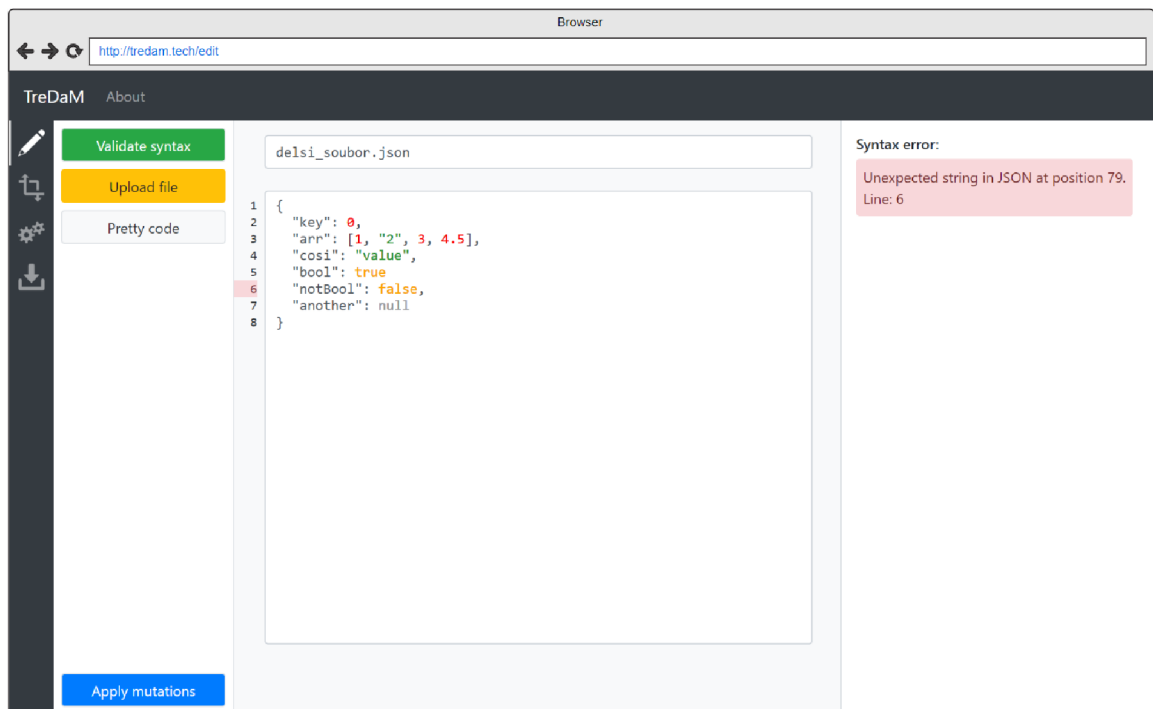 Browser
http://tredam.tech/edit
TreDaM About
Validate syntax
Upload file
Pretty code
Apply mutations
delsi_soubor.json
1 {
2 "key": 0,
3 "arr": [1, "2", 3, 4.5],
4 "cosi": "value",
5 "bool": true
6 "notBool": false,
7 "another": null
8 }
Syntax error:
Unexpected string in JSON at position 79.
Line: 6